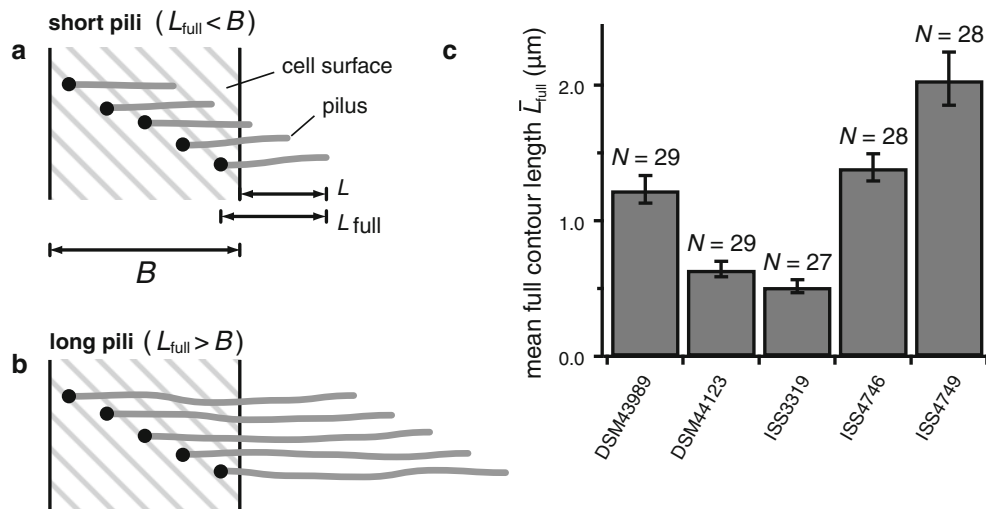 a
short pili (L_full < B)
cell surface
pilus
L
L_full
B
b
long pili (L_full > B)
c
mean full contour length L̄_full (µm)
2.0
1.0
0.0
N = 29
N = 29
N = 27
N = 28
N = 28
DSM43989
DSM44123
ISS3319
ISS4746
ISS4749